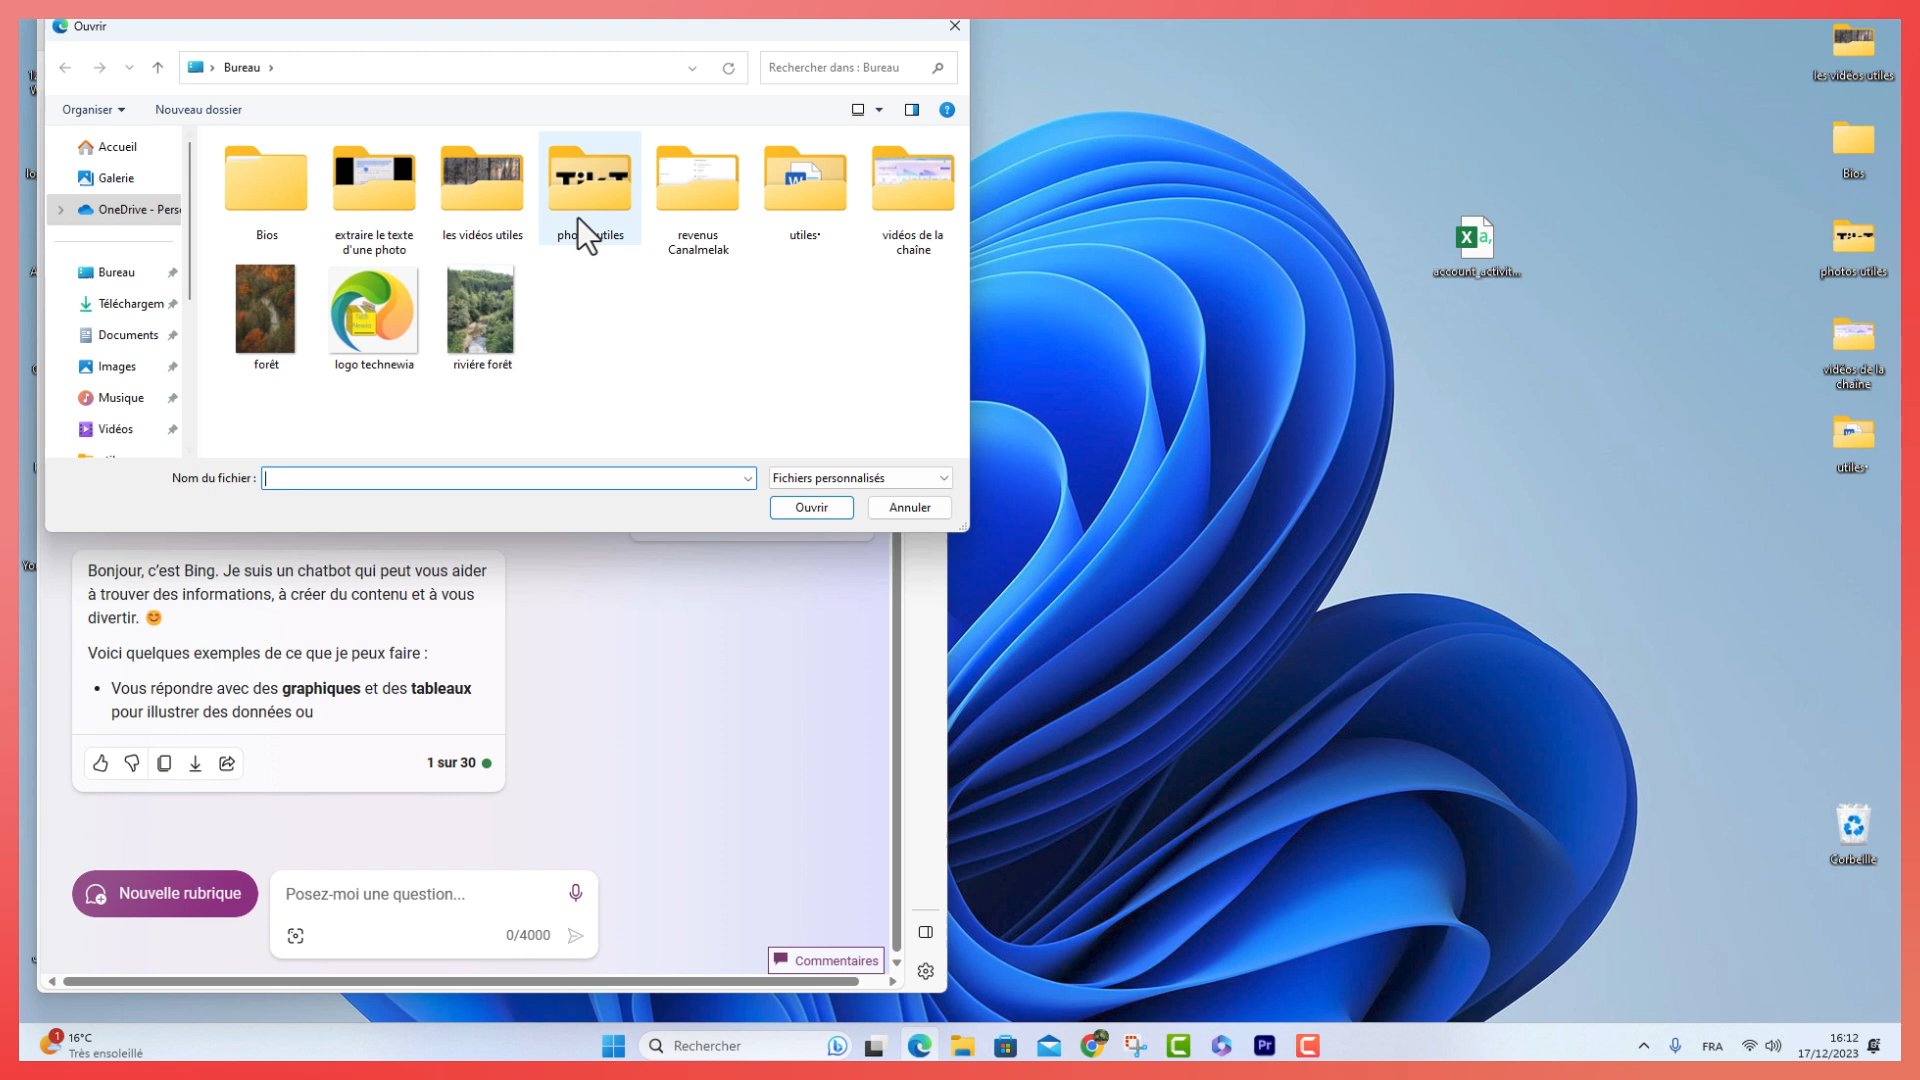 Ouvrir
Bureau
Rechercher dans : Bureau
Organiser
Nouveau dossier
Accueil
Galerie
OneDrive - Pers
Bureau
Téléchargem
Documents
Images
Musique
Vidéos
Bios
extraire le texte
d'une photo
les vidéos utiles
utiles
revenus
Canalmelak
utiles•
vidéos de la
chaîne
forêt
logo technewia
riviére forêt
Nom du fichier :
Fichiers personnalisés
Ouvrir
Annuler
Bonjour, c'est Bing. Je suis un chatbot qui peut vous aider
à trouver des informations, à créer du contenu et à vous
divertir. 😊
Voici quelques exemples de ce que je peux faire :
• Vous répondre avec des graphiques et des tableaux
pour illustrer des données ou
1 sur 30
Nouvelle rubrique
Posez-moi une question...
0/4000
Commentaires
les vidéos utiles
Bios
photos utiles
vidéos de la
chaîne
utiles•
account_activit...
Corbeille
1
16°C
Très ensoleillé
Rechercher
Pr
FRA
16:12
17/12/2023